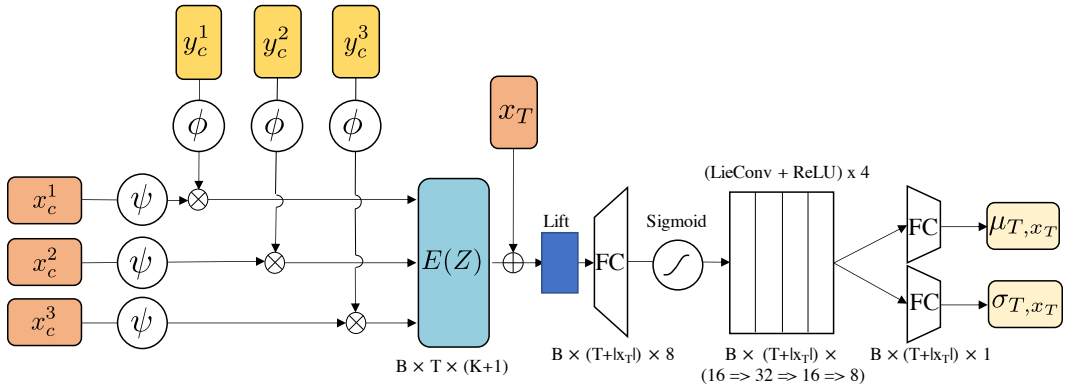 y_c^1 y_c^2 y_c^3
ϕ ϕ ϕ
x_T
x_c^1 ψ
x_c^2 ψ
x_c^3 ψ
E(Z)
B × T × (K+1)
Lift
FC
B × (T+|x_T|) × 8
Sigmoid
(LieConv + ReLU) x 4
B × (T+|x_T|) ×
(16 => 32 => 16 => 8)
FC μ_{T,x_T}
FC σ_{T,x_T}
B × (T+|x_T|) × 1